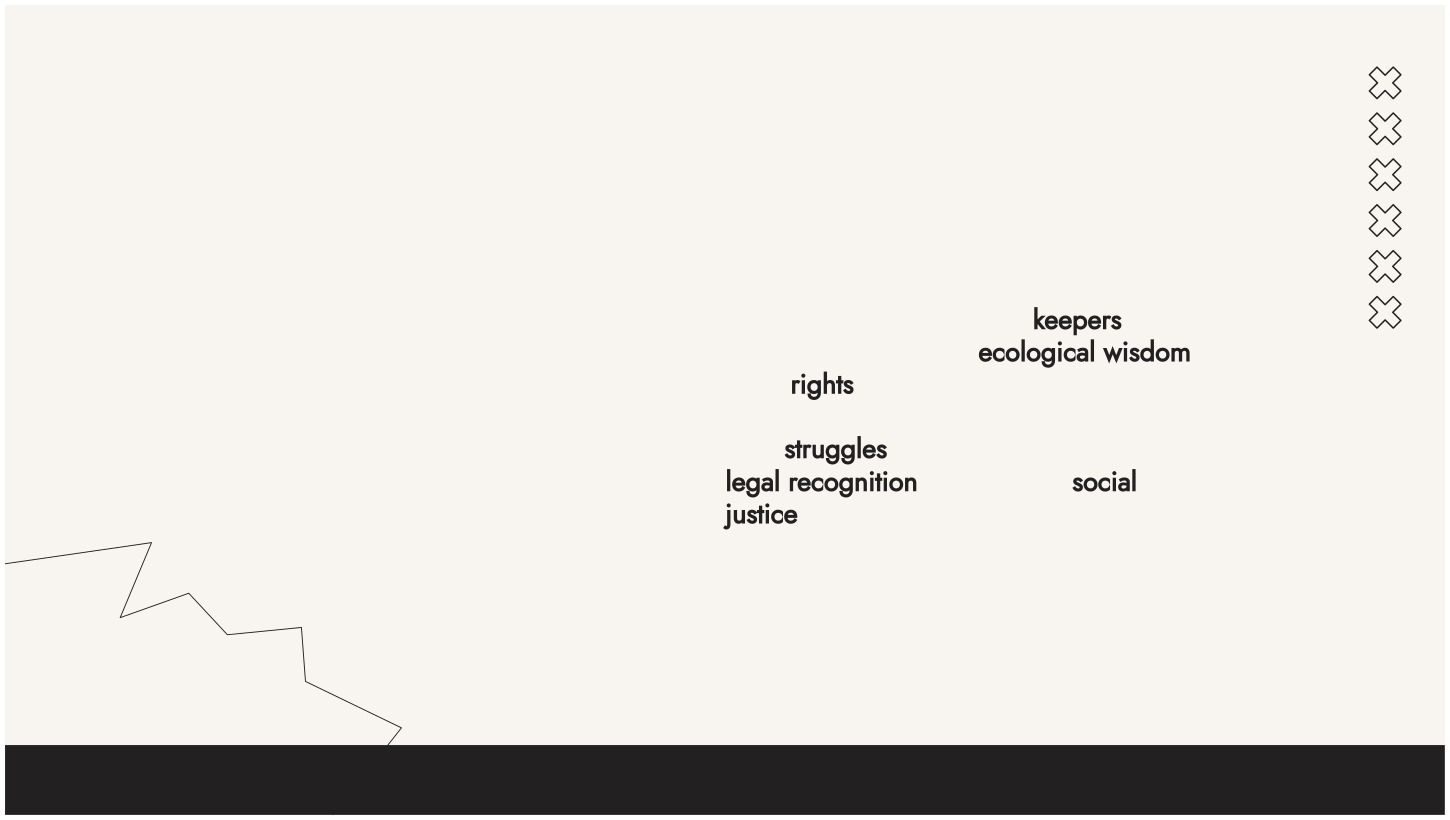 keepers
ecological wisdom
rights
struggles
legal recognition social
justice